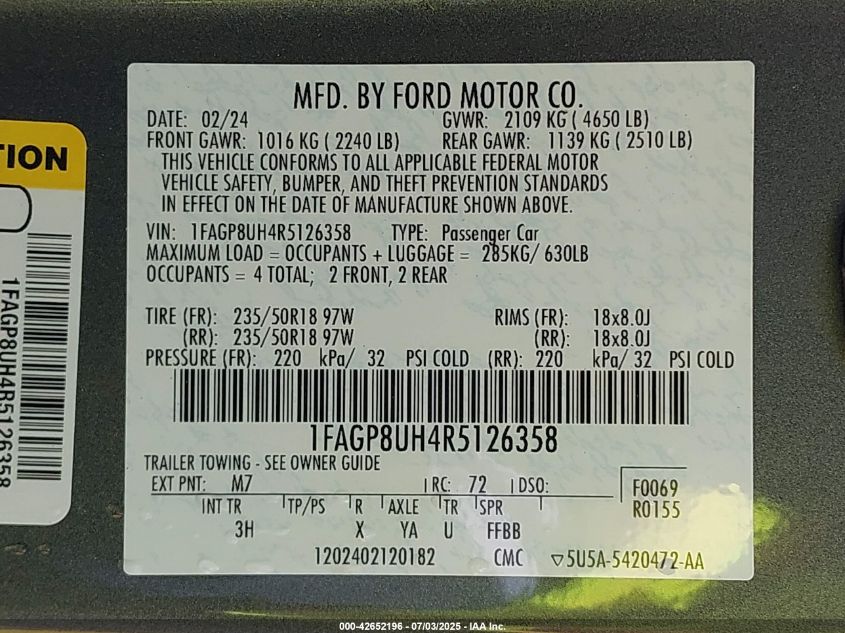 MFD. BY FORD MOTOR CO.
DATE: 02/24 GVWR: 2109 KG ( 4650 LB)
FRONT GAWR: 1016 KG ( 2240 LB) REAR GAWR: 1139 KG ( 2510 LB)
THIS VEHICLE CONFORMS TO ALL APPLICABLE FEDERAL MOTOR
VEHICLE SAFETY, BUMPER, AND THEFT PREVENTION STANDARDS
IN EFFECT ON THE DATE OF MANUFACTURE SHOWN ABOVE.
VIN: 1FAGP8UH4R5126358 TYPE: Passenger Car
MAXIMUM LOAD = OCCUPANTS + LUGGAGE = 285KG/ 630LB
OCCUPANTS = 4 TOTAL; 2 FRONT, 2 REAR
TIRE (FR): 235/50R18 97W RIMS (FR): 18x8.0J
(RR): 235/50R18 97W (RR): 18x8.0J
PRESSURE (FR): 220 kPa/ 32 PSI COLD (RR): 220 kPa/ 32 PSI COLD
1FAGP8UH4R5126358
TRAILER TOWING - SEE OWNER GUIDE
EXT PNT: M7 RC: 72 DSO: F0069
R0155
INT TR TP/PS R AXLE TR SPR
3H X YA U FFBB
1202402120182 CMC ▽5U5A-5420472-AA
TION
1FAGP8UH4R5126358
000-42652196 - 07/03/2025 - IAA Inc.